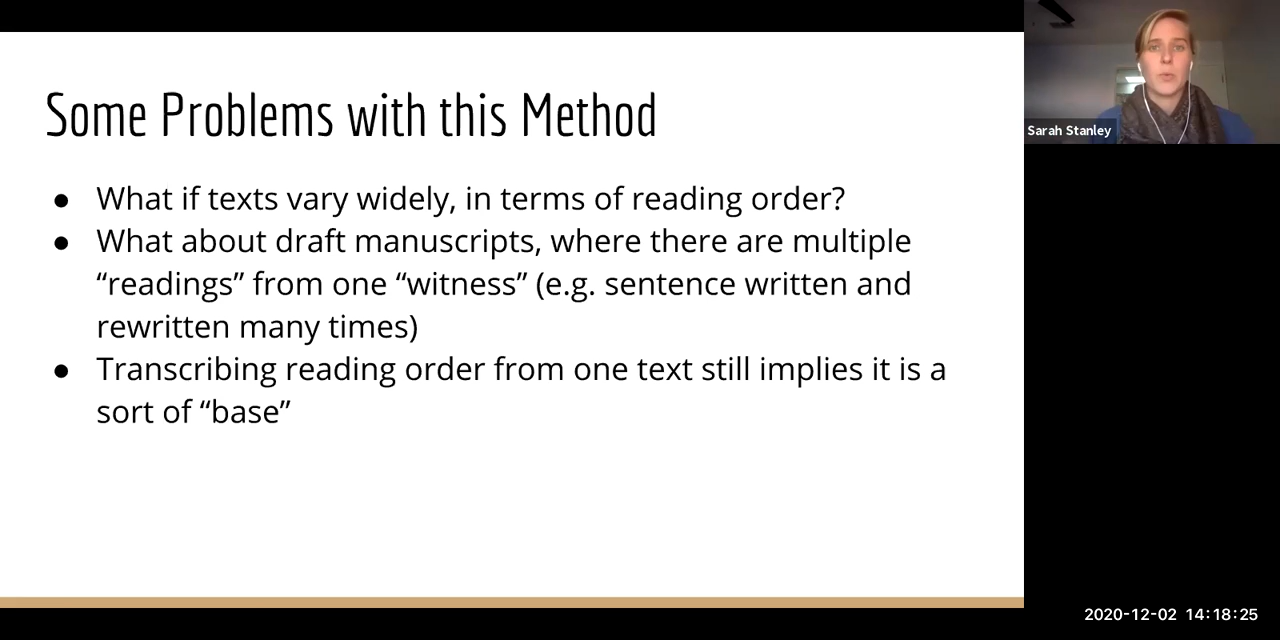 Some Problems with this Method
● What if texts vary widely, in terms of reading order?
● What about draft manuscripts, where there are multiple
“readings” from one “witness” (e.g. sentence written and
rewritten many times)
● Transcribing reading order from one text still implies it is a
sort of “base”
Sarah Stanley
2020-12-02 14:18:25